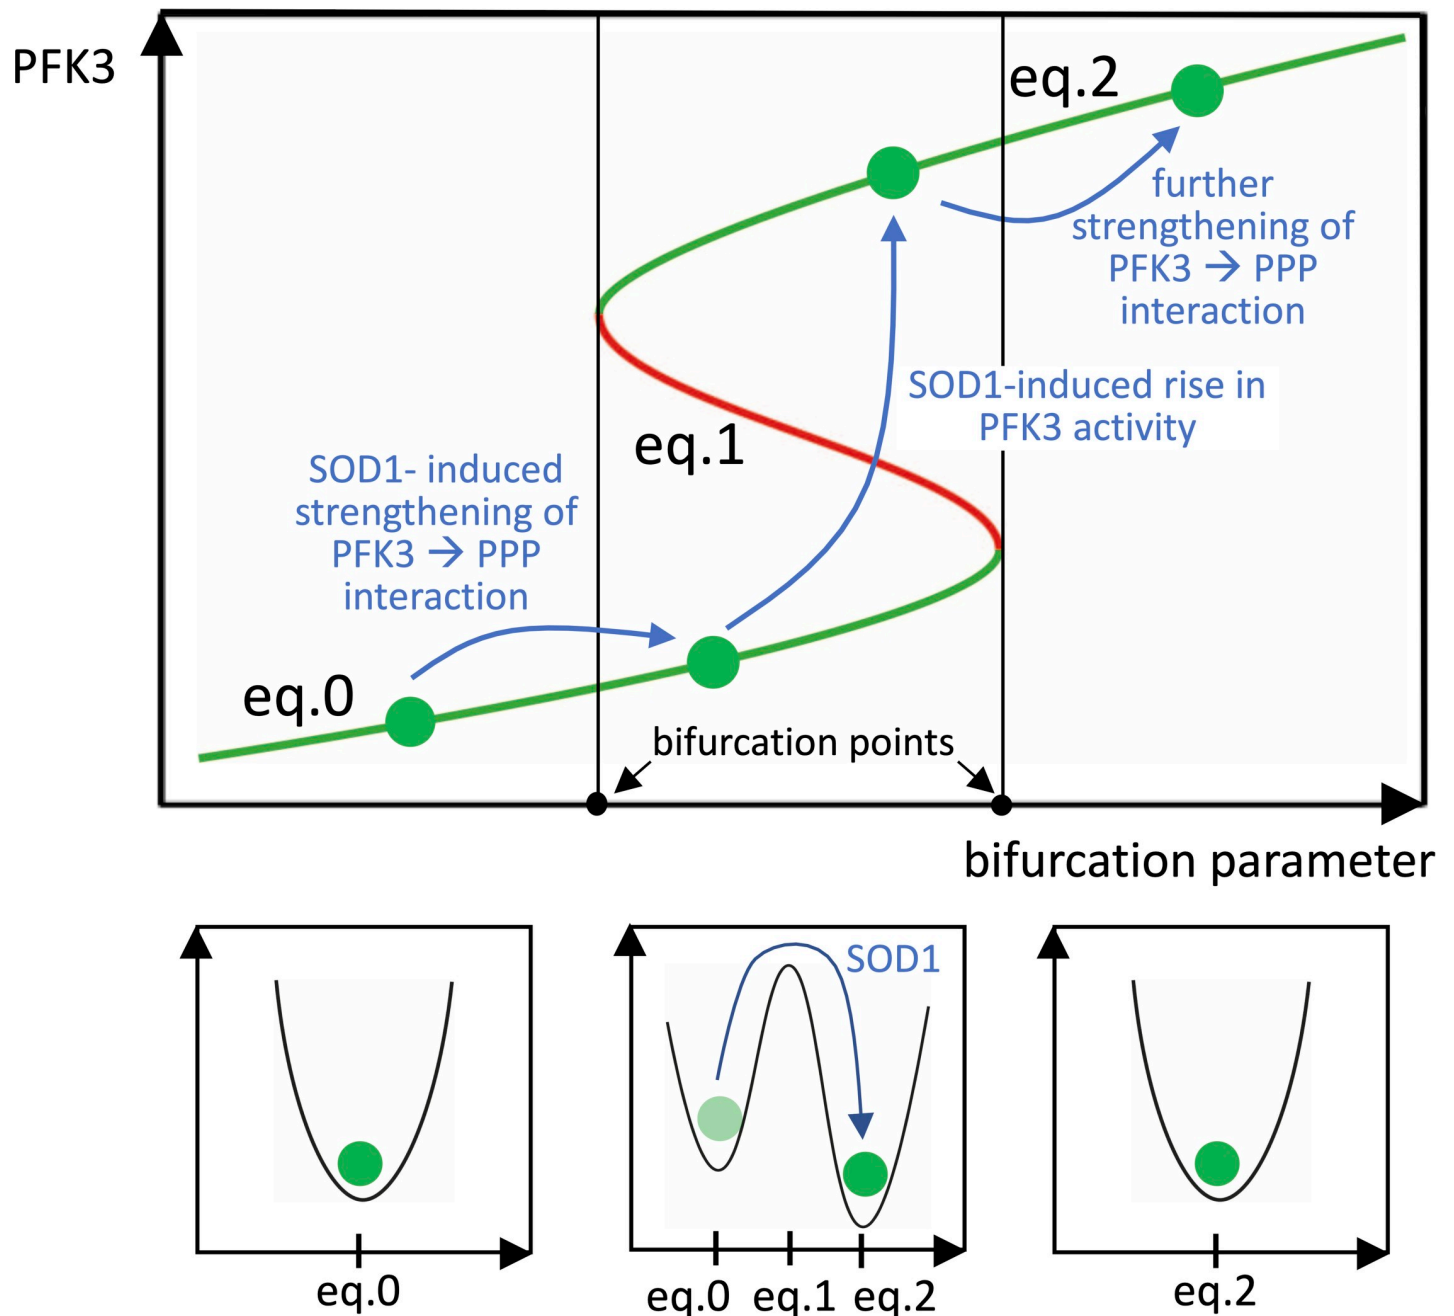 PFK3
eq.2
further
strengthening of
PFK3 → PPP
interaction
SOD1-induced rise in
PFK3 activity
eq.1
SOD1- induced
strengthening of
PFK3 → PPP
interaction
eq.0
bifurcation points
bifurcation parameter
SOD1
eq.0
eq.0 eq.1 eq.2
eq.2